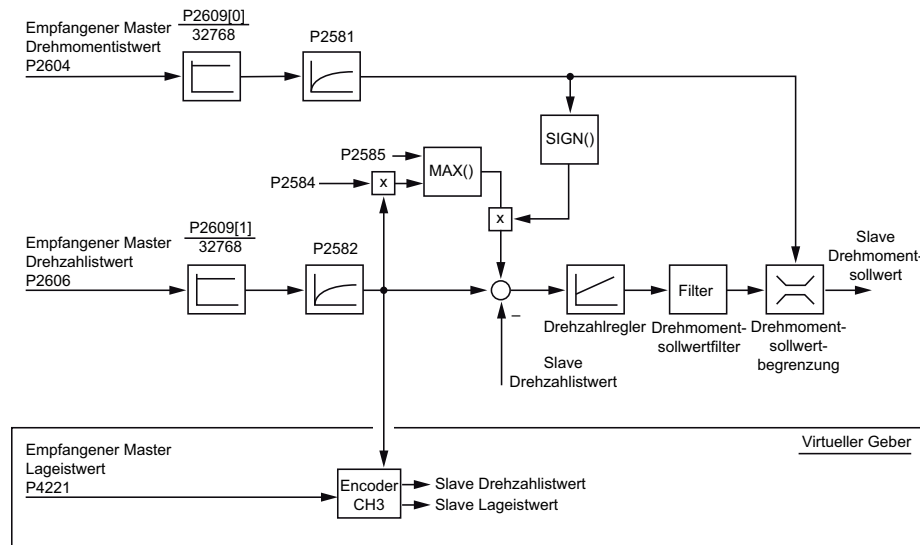 Empfangener Master
Drehmomentistwert
P2604
P2609[0]
32768
P2581
SIGN()
P2585
MAX()
P2584
x
x
Empfangener Master
Drehzahlistwert
P2606
P2609[1]
32768
P2582
–
Slave
Drehzahlistwert
Drehzahlregler
Filter
Drehmoment-
sollwertfilter
Drehmoment-
sollwert-
begrenzung
Slave
Drehmoment-
sollwert
Virtueller Geber
Empfangener Master
Lageistwert
P4221
Encoder
CH3
Slave Drehzahlistwert
Slave Lageistwert